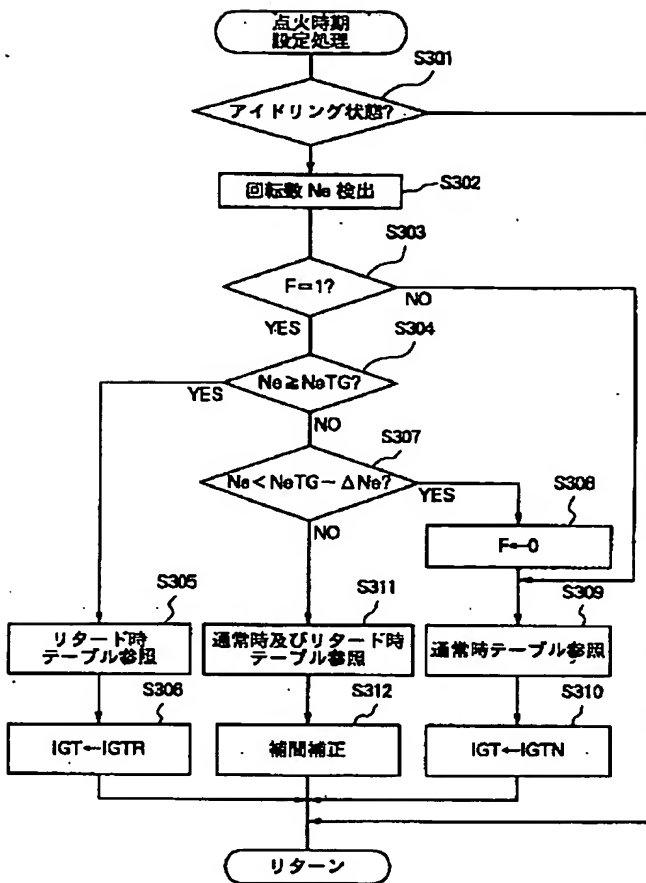 点火時期
設定処理
S301
アイドリング状態?
回転数 Ne 検出
S302
S303
F=1?
NO
YES
S304
Ne≧NeTG?
YES
NO
S307
Ne<NeTG-ΔNe?
YES
NO
S308
F←0
S305
S311
S309
リタード時
テーブル参照
通常時及びリタード時
テーブル参照
通常時テーブル参照
S306
S312
S310
IGT←IGTR
補間補正
IGT←IGTN
リターン